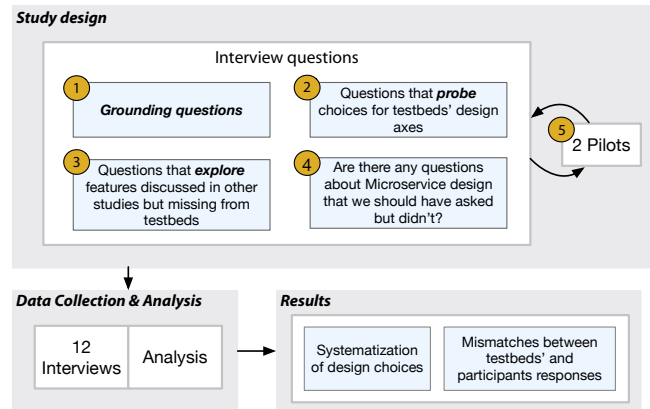 Study design
Interview questions
1
Grounding questions
2
Questions that probe
choices for testbeds' design
axes
3
Questions that explore
features discussed in other
studies but missing from
testbeds
4
Are there any questions
about Microservice design
that we should have asked
but didn't?
5
2 Pilots
Data Collection & Analysis
12
Interviews
Analysis
Results
Systematization
of design choices
Mismatches between
testbeds' and
participants responses